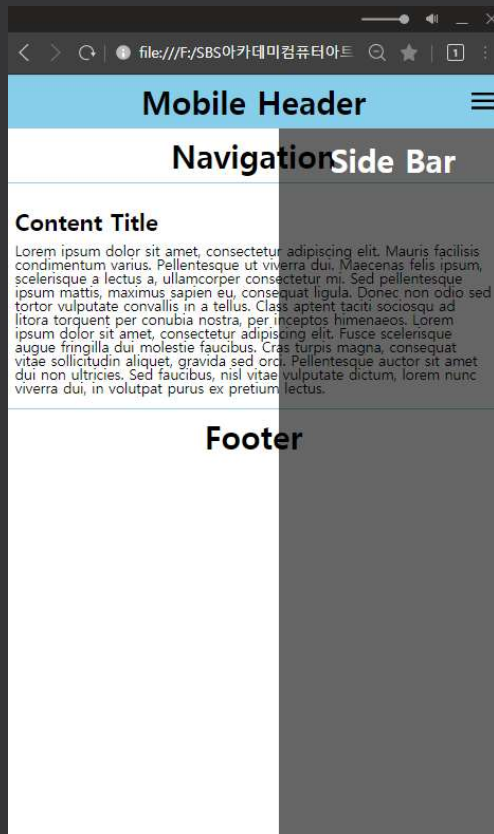 file:///F:/SBS아카데미컴퓨터아트
1
Mobile Header
Navigation
Side Bar
Content Title
Lorem ipsum dolor sit amet, consectetur adipiscing elit. Mauris facilisis
condimentum varius. Pellentesque ut viverra dui. Maecenas felis ipsum,
scelerisque a lectus a, ullamcorper consectetur mi. Sed pellentesque
ipsum mattis, maximus sapien eu, consequat ligula. Donec non odio sed
tortor vulputate convallis in a tellus. Class aptent taciti sociosqu ad
litora torquent per conubia nostra, per inceptos himenaeos. Lorem
ipsum dolor sit amet, consectetur adipiscing elit. Fusce scelerisque
augue fringilla dui molestie faucibus. Cras turpis magna, consequat
vitae sollicitudin aliquet, gravida sed orci. Pellentesque auctor sit amet
dui non ultricies. Sed faucibus, nisl vitae vulputate dictum, lorem nunc
viverra dui, in volutpat purus ex pretium lectus.
Footer